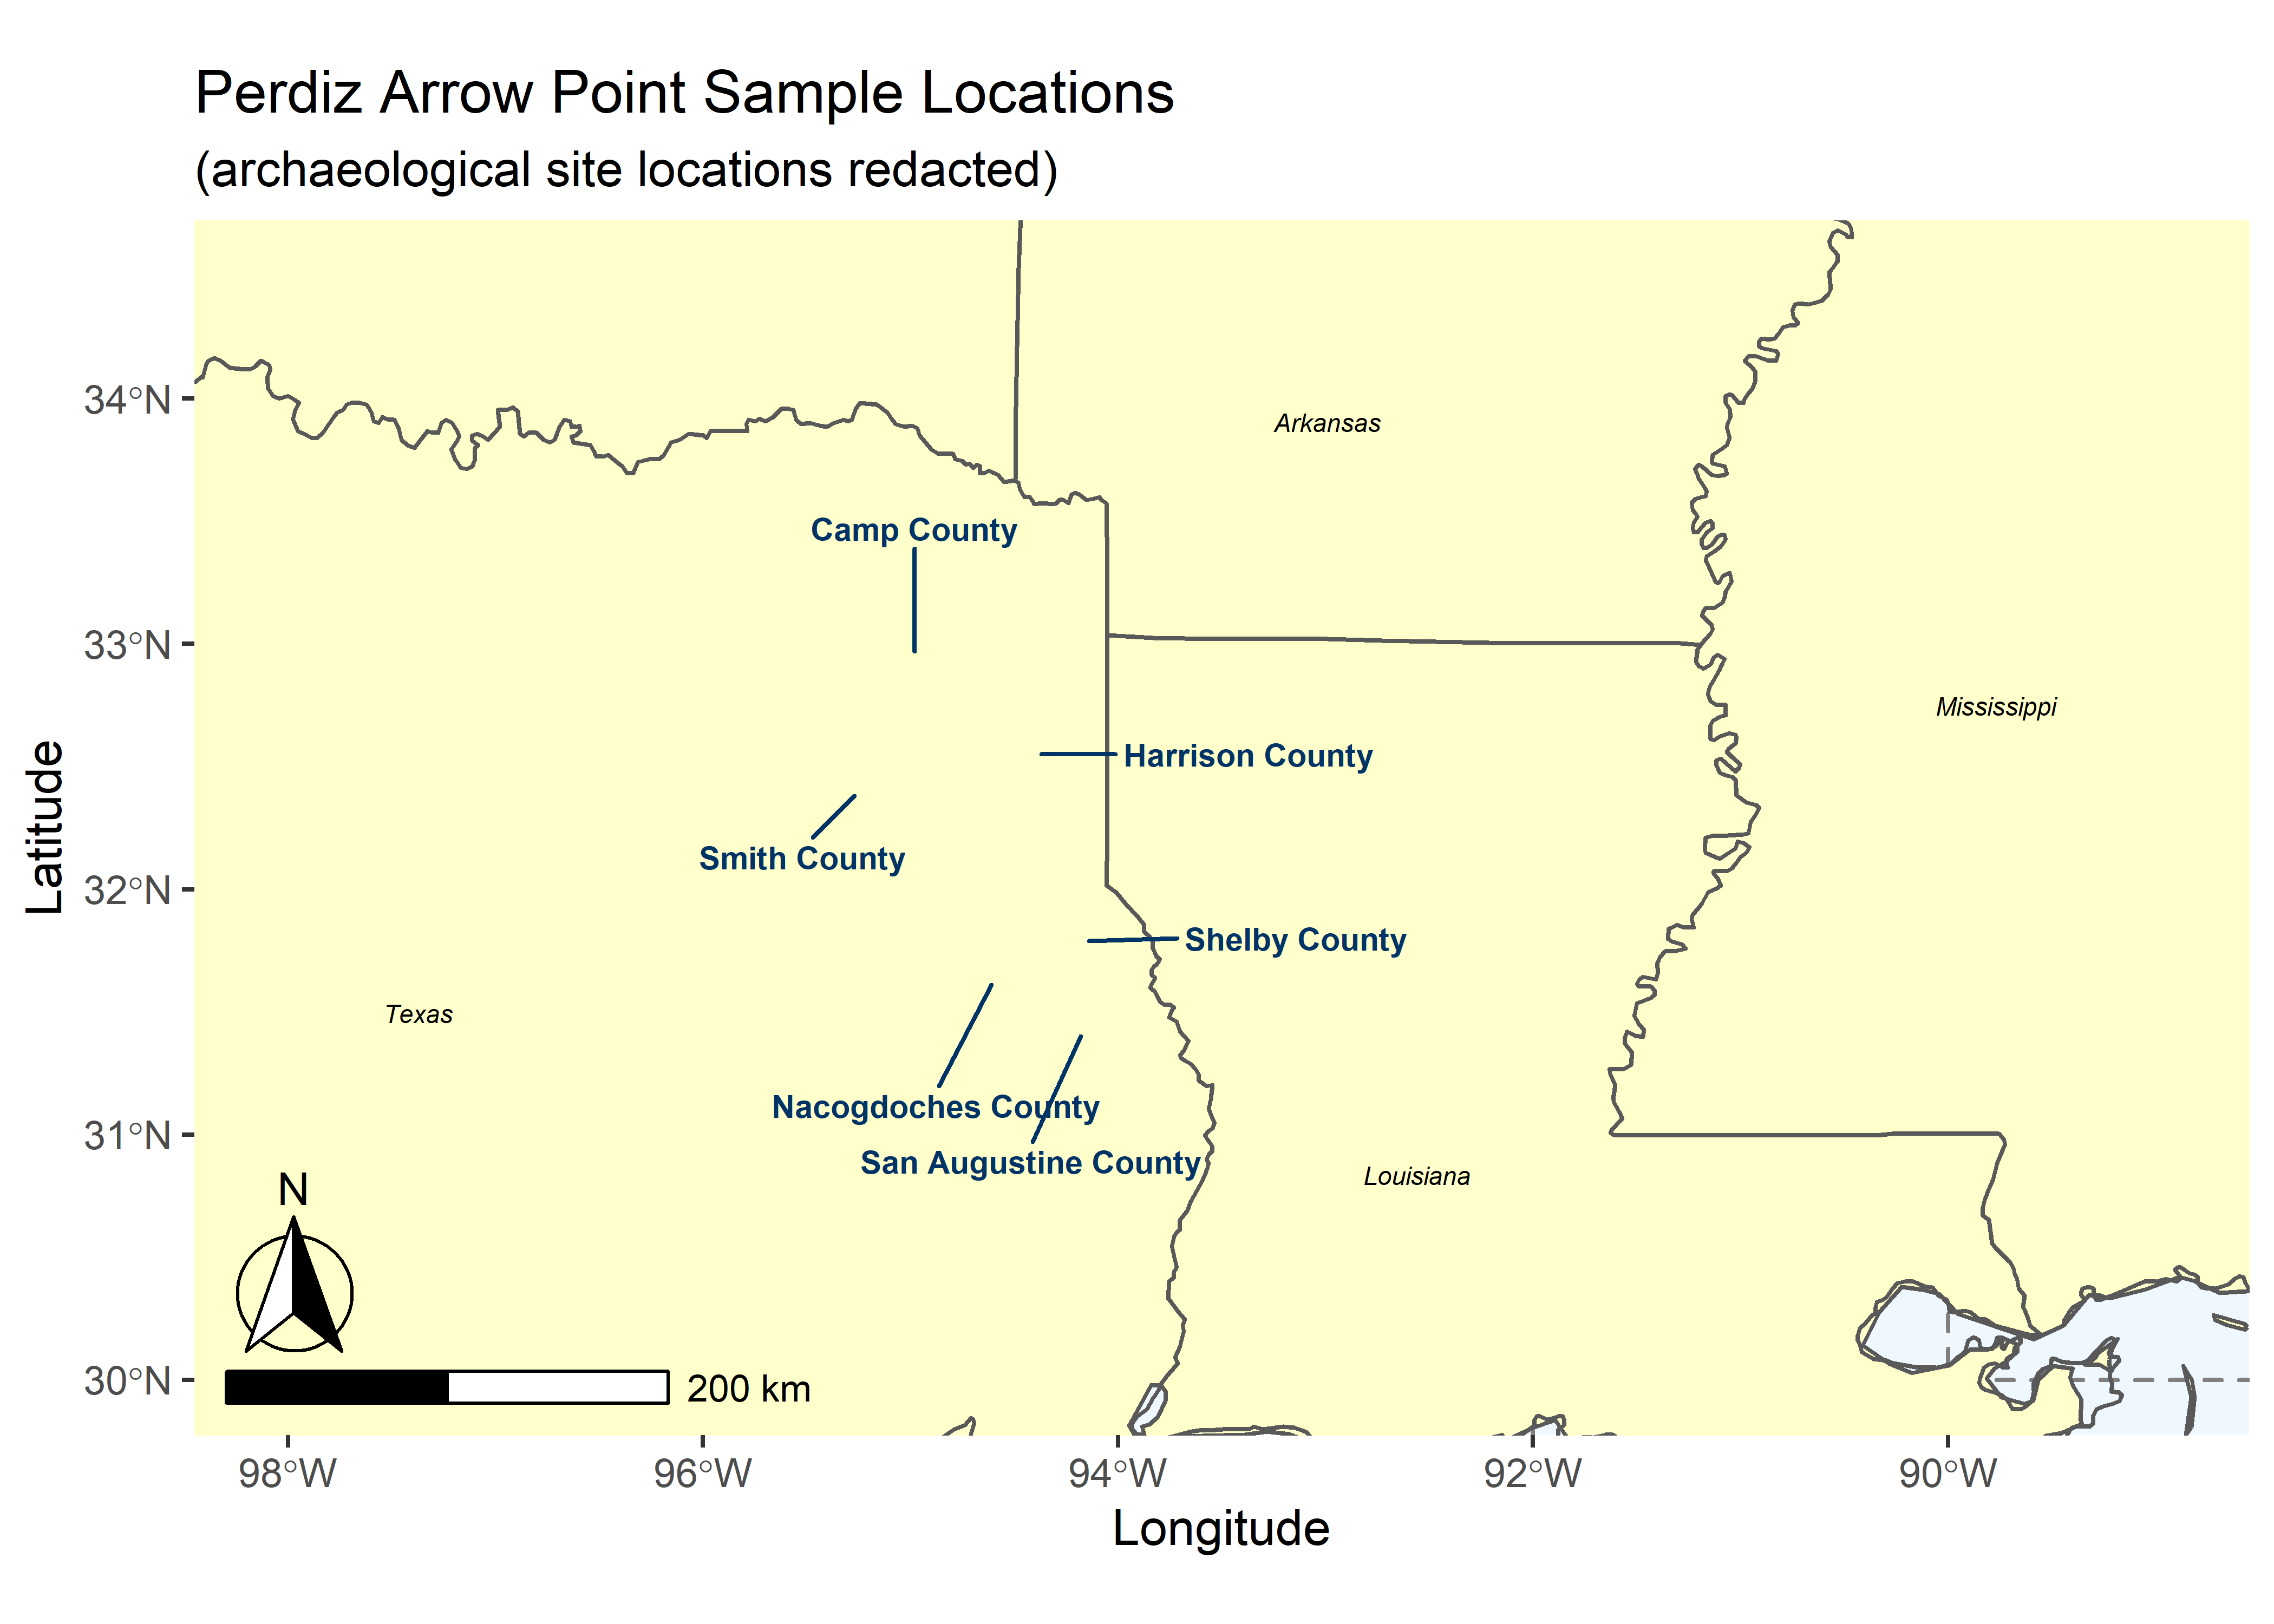 Perdiz Arrow Point Sample Locations
(archaeological site locations redacted)
34°N
Arkansas
Camp County
33°N
Mississippi
Harrison County
Smith County
32°N
Latitude
Shelby County
Texas
Nacogdoches County
31°N
San Augustine County
Louisiana
N
30°N
200 km
98°W
96°W
94°W
92°W
90°W
Longitude